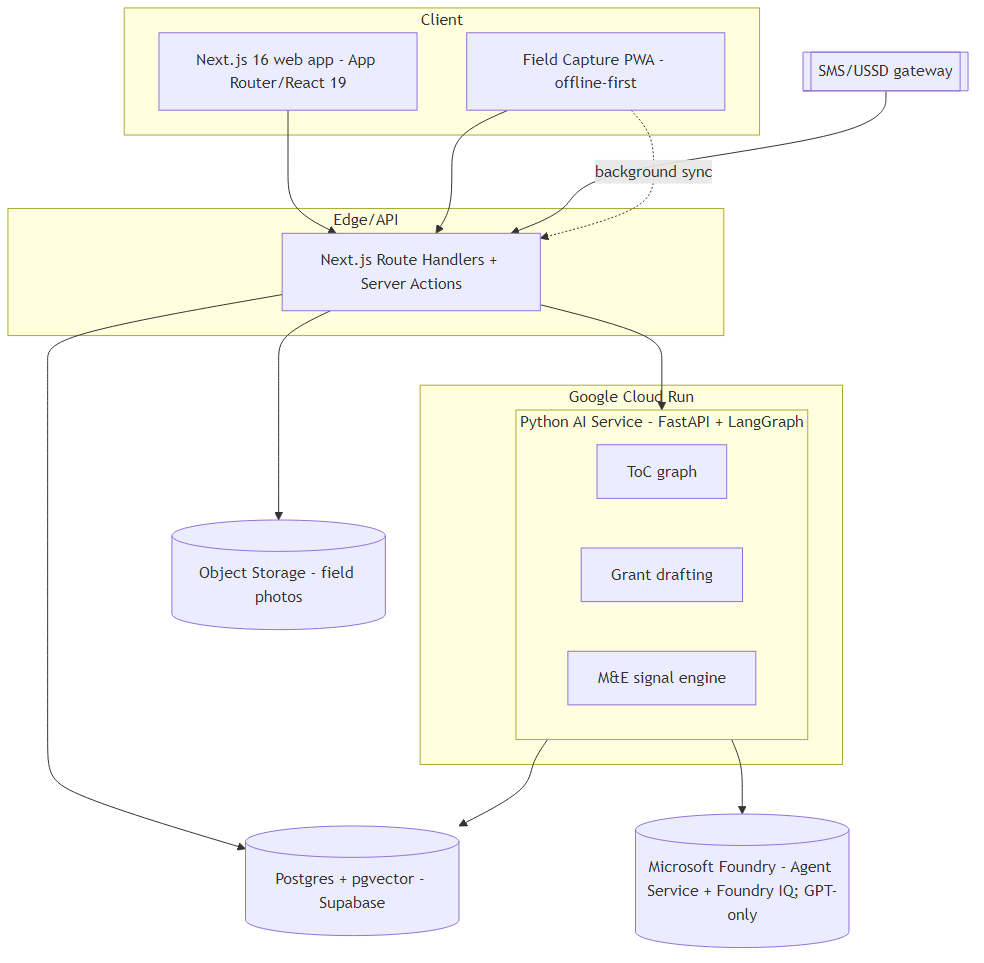 Client
Next.js 16 web app - App
Router/React 19
Field Capture PWA -
offline-first
SMS/USSD gateway
background sync
Edge/API
Next.js Route Handlers +
Server Actions
Google Cloud Run
Python AI Service - FastAPI + LangGraph
ToC graph
Grant drafting
M&E signal engine
Object Storage - field
photos
Postgres + pgvector -
Supabase
Microsoft Foundry - Agent
Service + Foundry IQ; GPT-
only